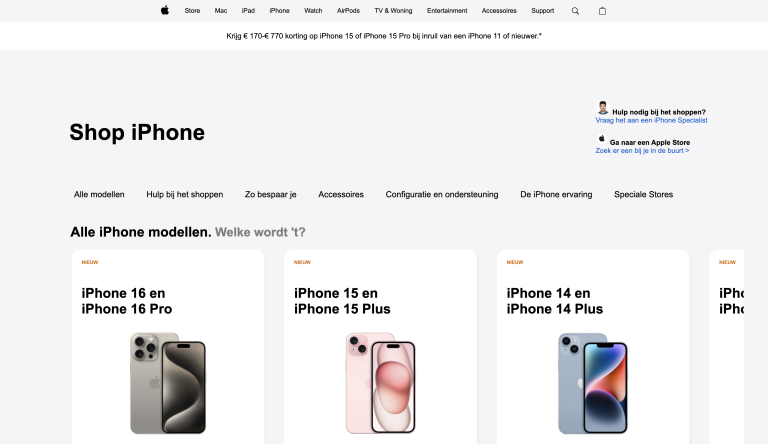 Store Mac iPad iPhone Watch AirPods TV & Woning Entertainment Accessoires Support
Krijg € 170-€ 770 korting op iPhone 15 of iPhone 15 Pro bij inruil van een iPhone 11 of nieuwer.*
Shop iPhone
Hulp nodig bij het shoppen?
Vraag het aan een iPhone Specialist
Ga naar een Apple Store
Zoek er een bij je in de buurt >
Alle modellen Hulp bij het shoppen Zo bespaar je Accessoires Configuratie en ondersteuning De iPhone ervaring Speciale Stores
Alle iPhone modellen. Welke wordt 't?
NIEUW
iPhone 16 en
iPhone 16 Pro
NIEUW
iPhone 15 en
iPhone 15 Plus
NIEUW
iPhone 14 en
iPhone 14 Plus
NIEUW